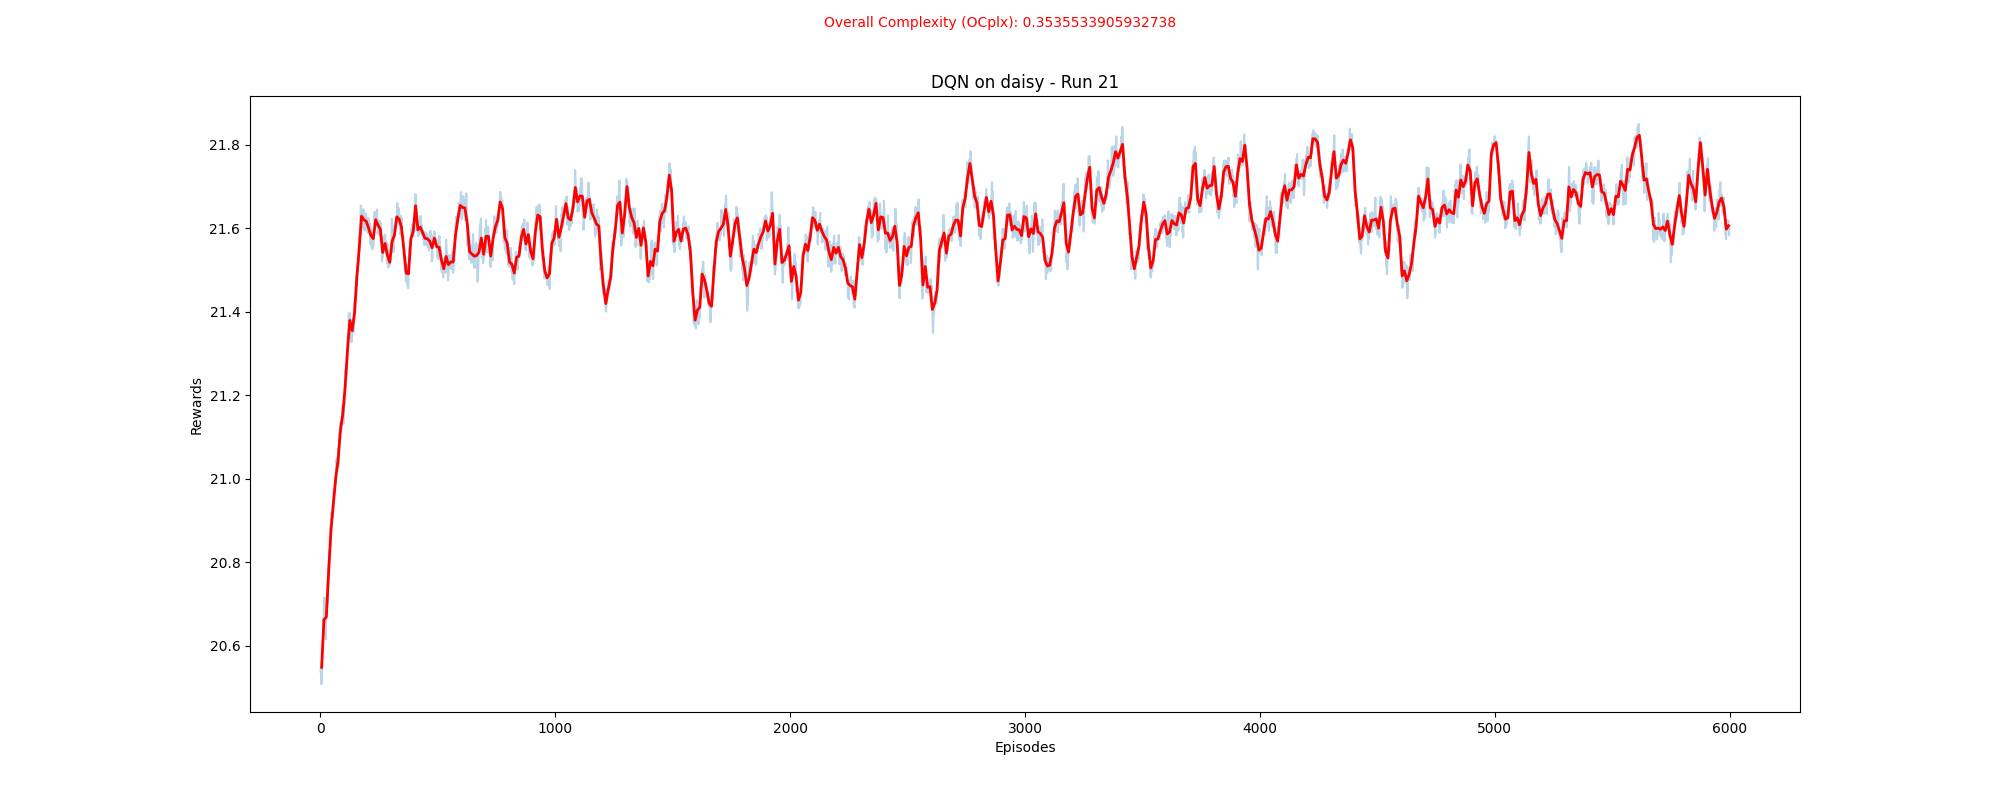 Overall Complexity (OCplx): 0.3535533905932738
DQN on daisy - Run 21
Rewards
21.8
21.6
21.4
21.2
21.0
20.8
20.6
0 1000 2000 3000 4000 5000 6000
Episodes